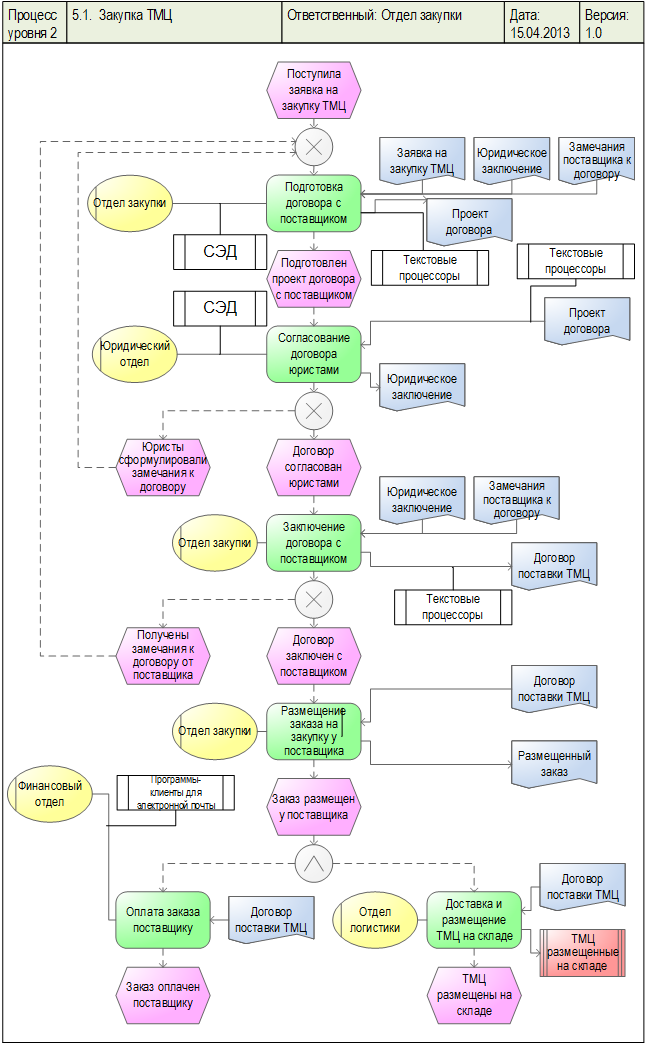 Процесс
уровня 2
5.1. Закупка ТМЦ
Ответственный: Отдел закупки
Дата:
15.04.2013
Версия:
1.0
Поступила
заявка на
закупку ТМЦ
Заявка на
закупку ТМЦ
Юридическое
заключение
Замечания
поставщика к
договору
Отдел закупки
Подготовка
договора с
поставщиком
Проект
договора
СЭД
Текстовые
процессоры
Текстовые
процессоры
Подготовлен
проект договора
с поставщиком
СЭД
Проект
договора
Юридический
отдел
Согласование
договора
юристами
Юридическое
заключение
Юристы
сформулировали
замечания к
договору
Договор
согласован
юристами
Юридическое
заключение
Замечания
поставщика к
договору
Отдел закупки
Заключение
договора с
поставщиком
Договор
поставки ТМЦ
Текстовые
процессоры
Получены
замечания к
договору от
поставщика
Договор
заключен с
поставщиком
Договор
поставки ТМЦ
Отдел закупки
Размещение
заказа на
закупку у
поставщика
Размещенный
заказ
Финансовый
отдел
Программы-
клиенты для
электронной почты
Заказ размещен
у поставщика
Оплата заказа
поставщику
Договор
поставки ТМЦ
Отдел
логистики
Доставка и
размещение
ТМЦ на складе
Договор
поставки ТМЦ
ТМЦ
размещенные
на складе
Заказ оплачен
поставщику
ТМЦ
размещены на
складе